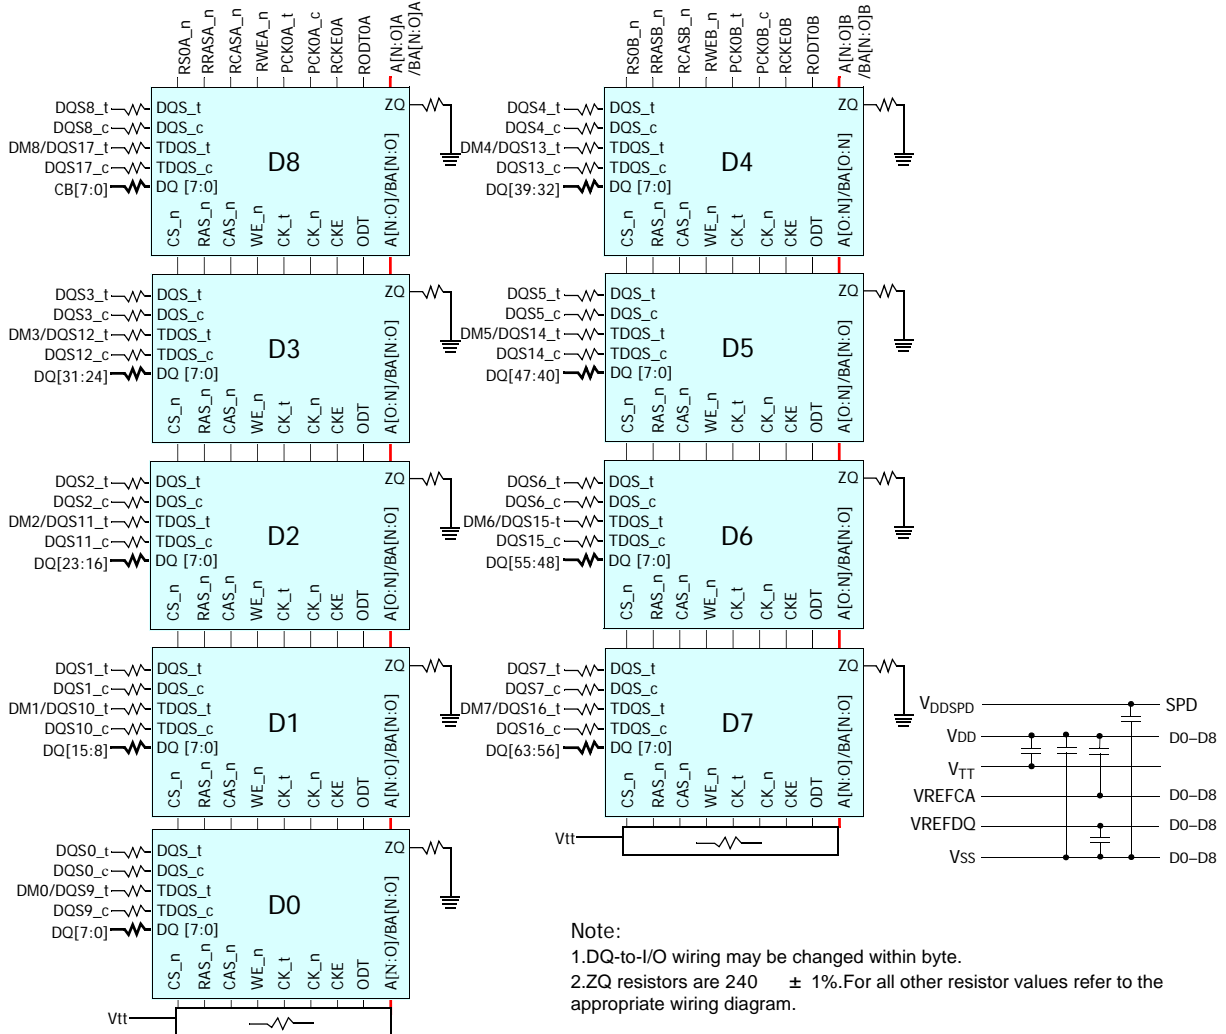 RS0A_n
RRASA_n
RCASA_n
RWEA_n
PCK0A_t
PCK0A_c
RCKE0A
RODT0A
A[N:O]A
/BA[N:O]A
DQS8_t
DQS8_c
DM8/DQS17_t
DQS17_c
CB[7:0]
DQS_t
DQS_c
TDQS_t
TDQS_c
DQ [7:0]
D8
ZQ
CS_n
RAS_n
CAS_n
WE_n
CK_t
CK_n
CKE
ODT
A[N:O]/BA[N:O]
DQS3_t
DQS3_c
DM3/DQS12_t
DQS12_c
DQ[31:24]
DQS_t
DQS_c
TDQS_t
TDQS_c
DQ [7:0]
D3
ZQ
CS_n
RAS_n
CAS_n
WE_n
CK_t
CK_n
CKE
ODT
A[O:N]/BA[N:O]
DQS2_t
DQS2_c
DM2/DQS11_t
DQS11_c
DQ[23:16]
DQS_t
DQS_c
TDQS_t
TDQS_c
DQ [7:0]
D2
ZQ
CS_n
RAS_n
CAS_n
WE_n
CK_t
CK_n
CKE
ODT
A[O:N]/BA[N:O]
DQS1_t
DQS1_c
DM1/DQS10_t
DQS10_c
DQ[15:8]
DQS_t
DQS_c
TDQS_t
TDQS_c
DQ [7:0]
D1
ZQ
CS_n
RAS_n
CAS_n
WE_n
CK_t
CK_n
CKE
ODT
A[N:O]/BA[N:O]
DQS0_t
DQS0_c
DM0/DQS9_t
DQS9_c
DQ[7:0]
DQS_t
DQS_c
TDQS_t
TDQS_c
DQ [7:0]
D0
ZQ
CS_n
RAS_n
CAS_n
WE_n
CK_t
CK_n
CKE
ODT
A[N:O]/BA[N:O]
Vtt
RS0B_n
RRASB_n
RCASB_n
RWEB_n
PCK0B_t
PCK0B_c
RCKE0B
RODT0B
A[N:O]B
/BA[N:O]B
DQS4_t
DQS4_c
DM4/DQS13_t
DQS13_c
DQ[39:32]
DQS_t
DQS_c
TDQS_t
TDQS_c
DQ [7:0]
D4
ZQ
CS_n
RAS_n
CAS_n
WE_n
CK_t
CK_n
CKE
ODT
A[O:N]/BA[O:N]
DQS5_t
DQS5_c
DM5/DQS14_t
DQS14_c
DQ[47:40]
DQS_t
DQS_c
TDQS_t
TDQS_c
DQ [7:0]
D5
ZQ
CS_n
RAS_n
CAS_n
WE_n
CK_t
CK_n
CKE
ODT
A[O:N]/BA[N:O]
DQS6_t
DQS6_c
DM6/DQS15-t
DQS15_c
DQ[55:48]
DQS_t
DQS_c
TDQS_t
TDQS_c
DQ [7:0]
D6
ZQ
CS_n
RAS_n
CAS_n
WE_n
CK_t
CK_n
CKE
ODT
A[O:N]/BA[N:O]
DQS7_t
DQS7_c
DM7/DQS16_t
DQS16_c
DQ[63:56]
DQS_t
DQS_c
TDQS_t
TDQS_c
DQ [7:0]
D7
ZQ
CS_n
RAS_n
CAS_n
WE_n
CK_t
CK_n
CKE
ODT
A[N:O]/BA[N:O]
Vtt
VDDSPD SPD
VDD D0–D8
VTT
VREFCA D0–D8
VREFDQ D0–D8
VSS D0–D8
Note:
1.DQ-to-I/O wiring may be changed within byte.
2.ZQ resistors are 240 ± 1%.For all other resistor values refer to the
appropriate wiring diagram.